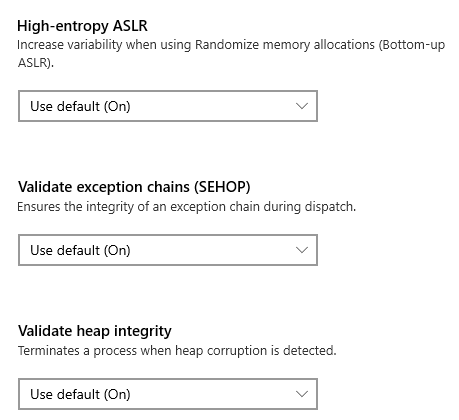 High-entropy ASLR
Increase variability when using Randomize memory allocations (Bottom-up
ASLR).
Use default (On)
Validate exception chains (SEHOP)
Ensures the integrity of an exception chain during dispatch.
Use default (On)
Validate heap integrity
Terminates a process when heap corruption is detected.
Use default (On)